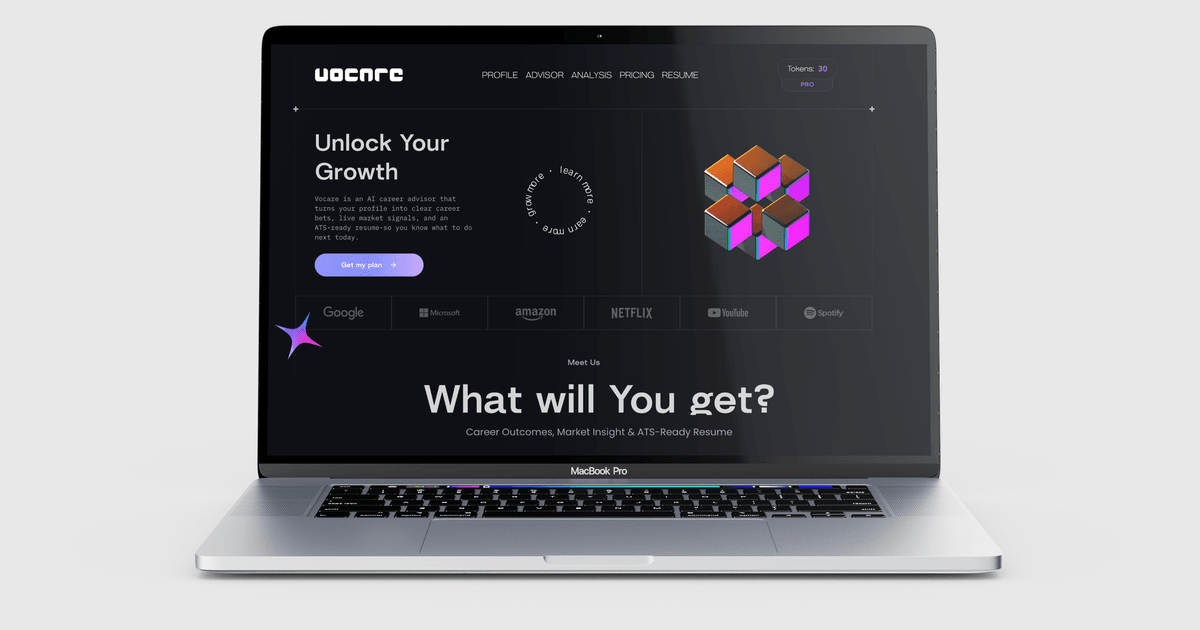 vocare
PROFILE ADVISOR ANALYSIS PRICING RESUME
Tokens: 30
PRO
Unlock Your
Growth
Vocare is an AI career advisor that
turns your profile into clear career
bets, live market signals, and an
ATS-ready resume-so you know what to do
next today.
Get my plan →
learn more · earn more · grow more ·
Google
Microsoft
amazon
NETFLIX
YouTube
Spotify
Meet Us
What will You get?
Career Outcomes, Market Insight & ATS-Ready Resume
MacBook Pro